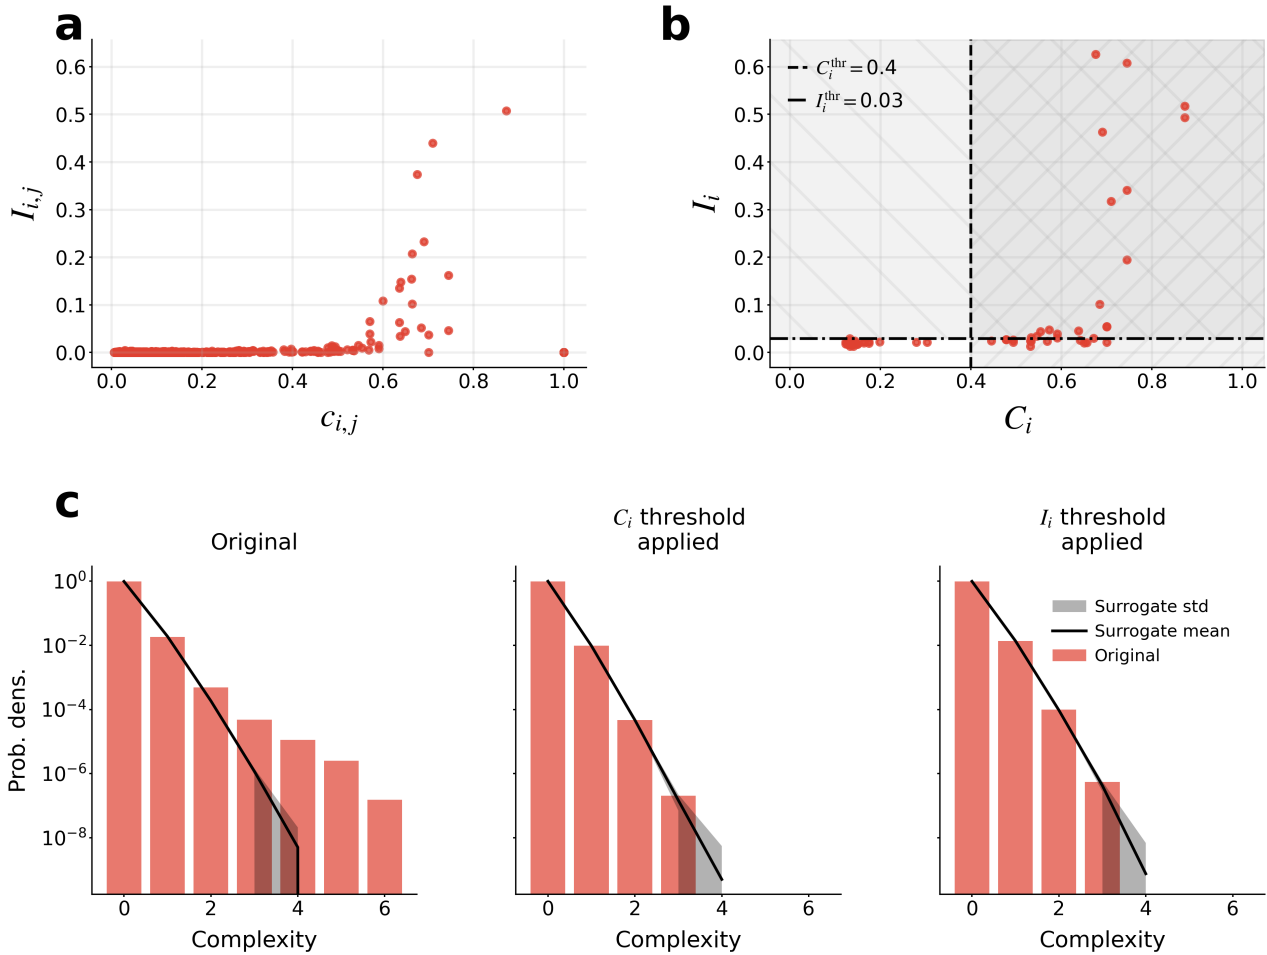 a
0.6
0.5
0.4
0.3
0.2
0.1
0.0
I_{i,j}
0.0 0.2 0.4 0.6 0.8 1.0
c_{i,j}
b
0.6
0.5
0.4
0.3
0.2
0.1
0.0
I_i
C_i^{thr} = 0.4
I_i^{thr} = 0.03
0.0 0.2 0.4 0.6 0.8 1.0
C_i
c
Original
10^0
10^{−2}
10^{−4}
10^{−6}
10^{−8}
Prob. dens.
0 2 4 6
Complexity
C_i threshold
applied
0 2 4 6
Complexity
I_i threshold
applied
Surrogate std
Surrogate mean
Original
0 2 4 6
Complexity